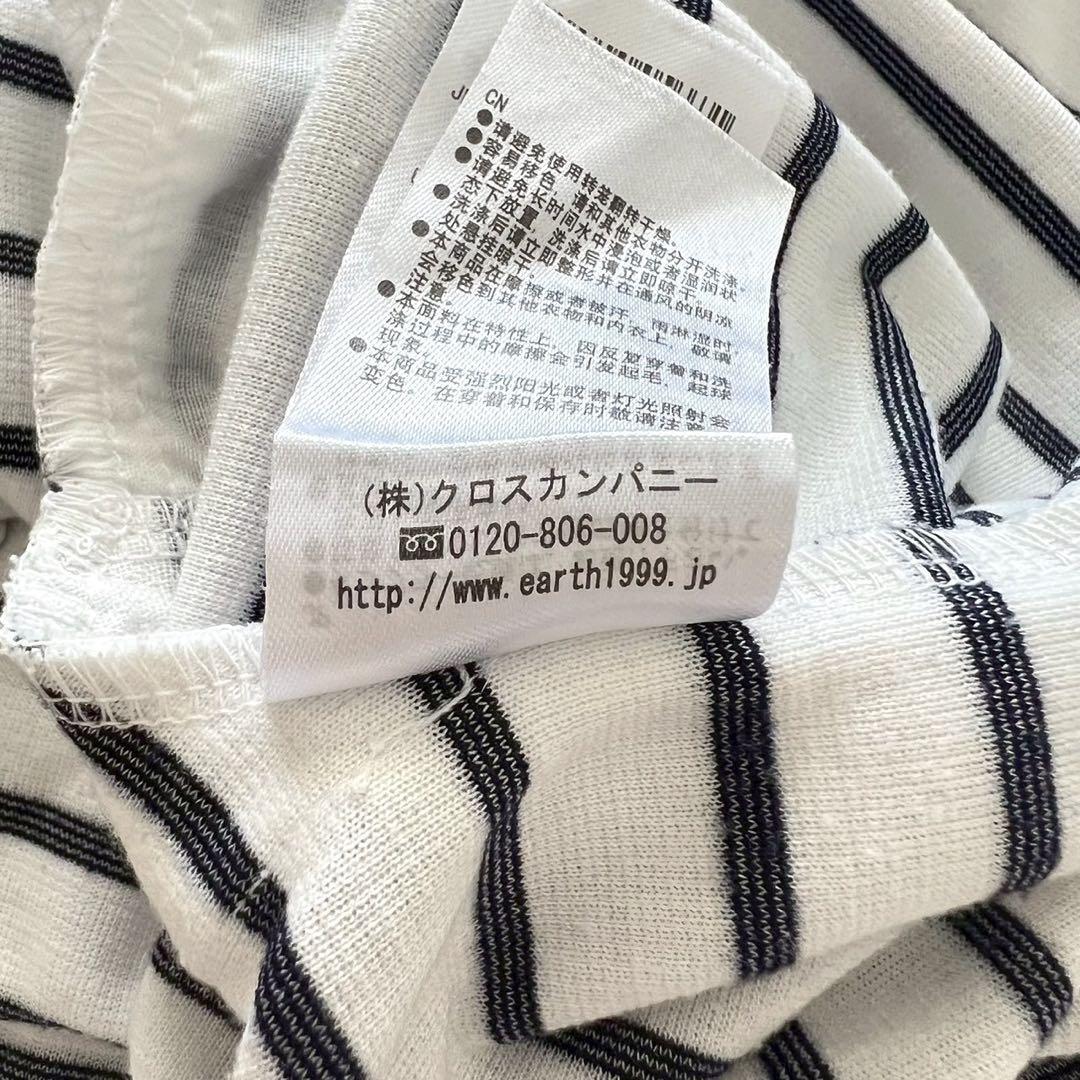 CN
●请避免使用转笼翻转干燥。
●容易移色，请和其他衣物分开洗涤。
●请避免长时间水中浸泡或者湿润状
态下放置，洗涤后请立即晾干。
●洗涤后请立即整形并在通风的阴凉
处悬挂晾干。
●本商品在摩擦或者被汗、雨淋湿时
会移色到其他衣物和内衣上，敬请
注意。
●本面料在特性上，因反复穿着和洗
涤过程中的摩擦会引发起毛、起球
现象。
●本商品受强烈阳光或者灯光照射会
变色。在穿着和保存时敬请注意
(株)クロスカンパニー
0120-806-008
http://www.earth1999.jp